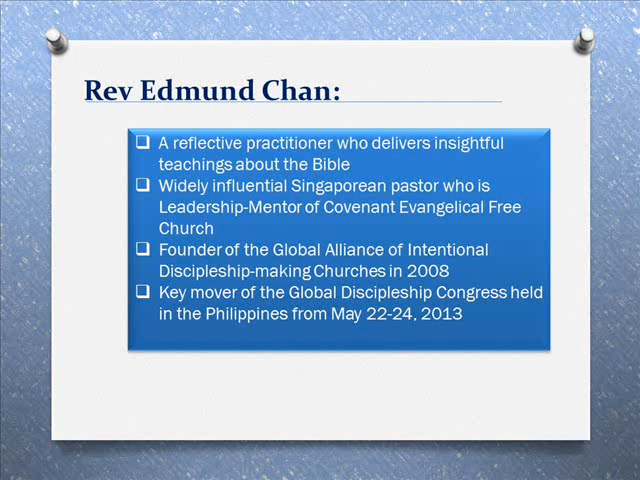 Rev Edmund Chan:
❑ A reflective practitioner who delivers insightful
teachings about the Bible
❑ Widely influential Singaporean pastor who is
Leadership-Mentor of Covenant Evangelical Free
Church
❑ Founder of the Global Alliance of Intentional
Discipleship-making Churches in 2008
❑ Key mover of the Global Discipleship Congress held
in the Philippines from May 22-24, 2013